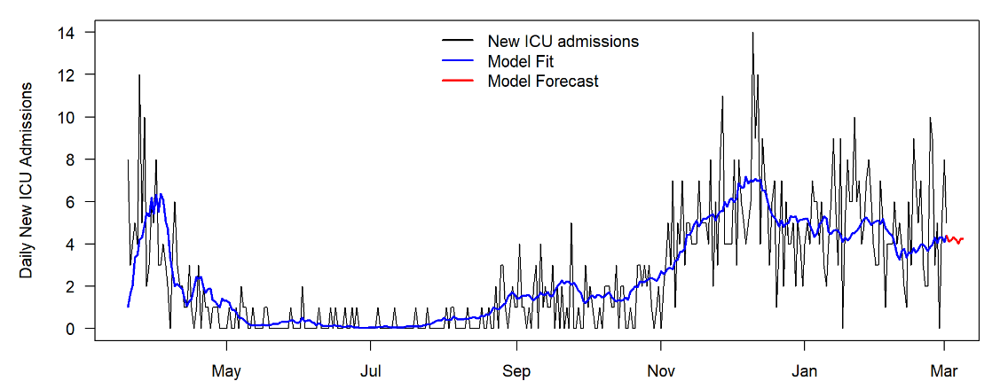 New ICU admissions
Model Fit
Model Forecast
Daily New ICU Admissions
14
12
10
8
6
4
2
0
May
Jul
Sep
Nov
Jan
Mar